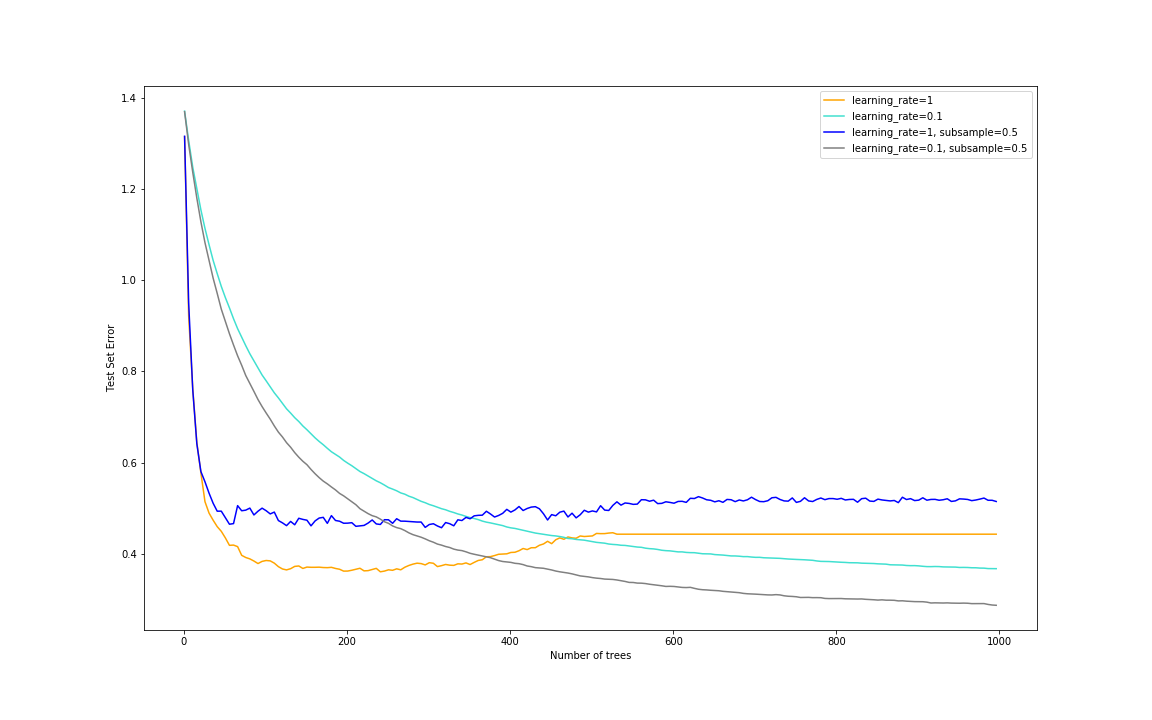 learning_rate=1
learning_rate=0.1
learning_rate=1, subsample=0.5
learning_rate=0.1, subsample=0.5
1.4
1.2
1.0
0.8
0.6
0.4
Test Set Error
0 200 400 600 800 1000
Number of trees